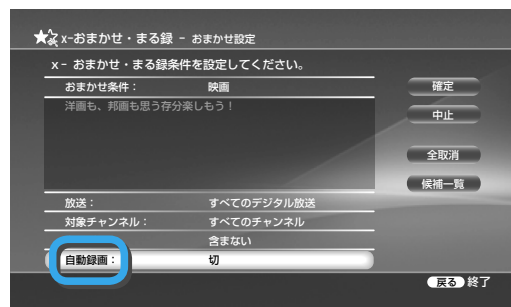 x-おまかせ・まる録 - おまかせ設定
x- おまかせ・まる録条件を設定してください。
おまかせ条件： 映画
洋画も、邦画も思う存分楽しもう！
放送： すべてのデジタル放送
対象チャンネル： すべてのチャンネル
含まない
自動録画： 切
確定
中止
全取消
候補一覧
戻る 終了